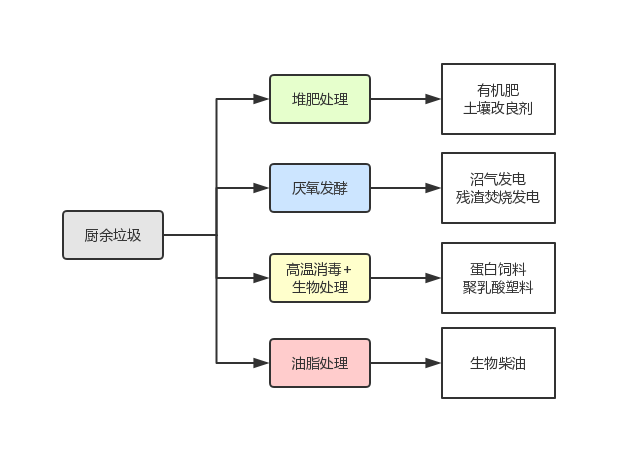 厨余垃圾
堆肥处理
有机肥
土壤改良剂
厌氧发酵
沼气发电
残渣焚烧发电
高温消毒+
生物处理
蛋白饲料
聚乳酸塑料
油脂处理
生物柴油